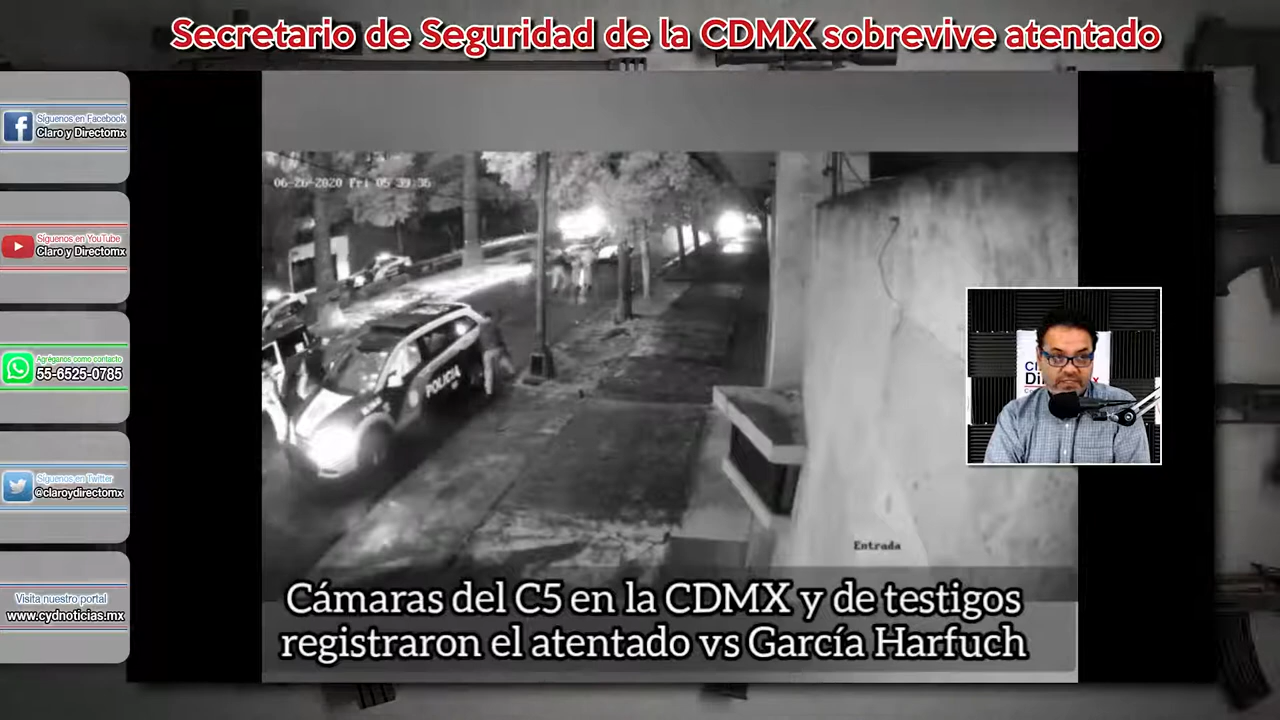 Secretario de Seguridad de la CDMX sobrevive atentado
Síguenos en Facebook
Claro y Directomx
Síguenos en YouTube
Claro y Directomx
Agréganos como contacto
55-6525-0785
Síguenos en Twitter
@claroydirectomx
Visita nuestro portal
www.cydnoticias.mx
06-26-2020 Fri 05 39:35
POLICIA
Entrada
Cámaras del C5 en la CDMX y de testigos
registraron el atentado vs García Harfuch